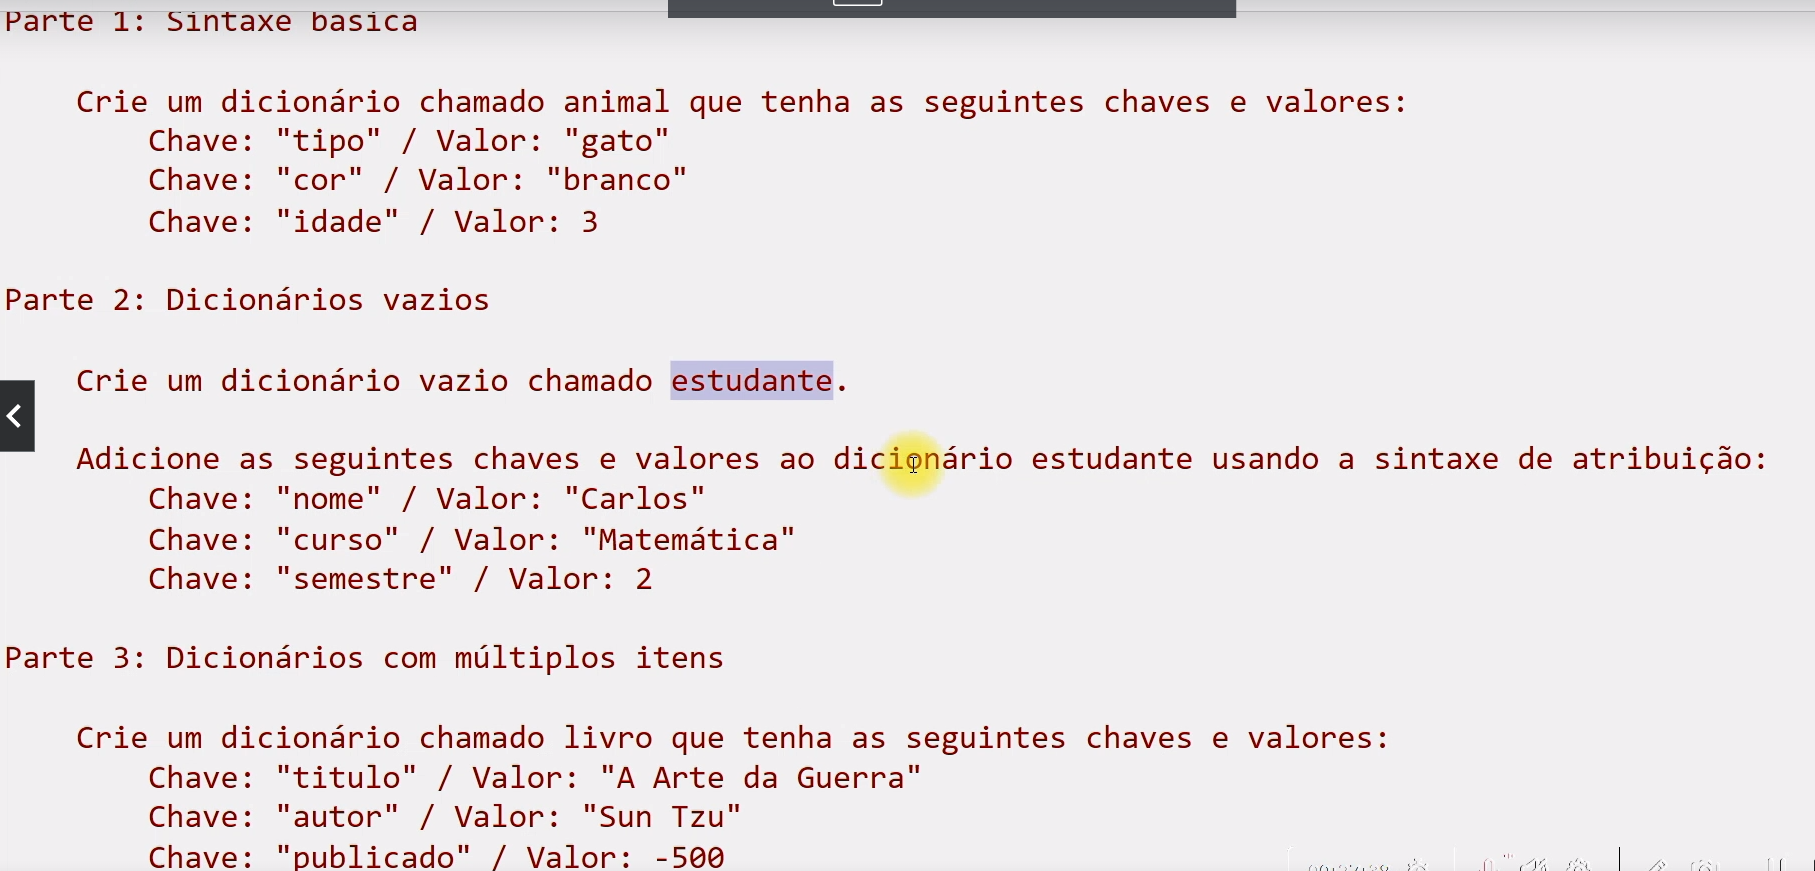 Parte 1: Sintaxe básica
Crie um dicionário chamado animal que tenha as seguintes chaves e valores:
Chave: "tipo" / Valor: "gato"
Chave: "cor" / Valor: "branco"
Chave: "idade" / Valor: 3
Parte 2: Dicionários vazios
Crie um dicionário vazio chamado estudante.
Adicione as seguintes chaves e valores ao dicionário estudante usando a sintaxe de atribuição:
Chave: "nome" / Valor: "Carlos"
Chave: "curso" / Valor: "Matemática"
Chave: "semestre" / Valor: 2
Parte 3: Dicionários com múltiplos itens
Crie um dicionário chamado livro que tenha as seguintes chaves e valores:
Chave: "titulo" / Valor: "A Arte da Guerra"
Chave: "autor" / Valor: "Sun Tzu"
Chave: "publicado" / Valor: -500